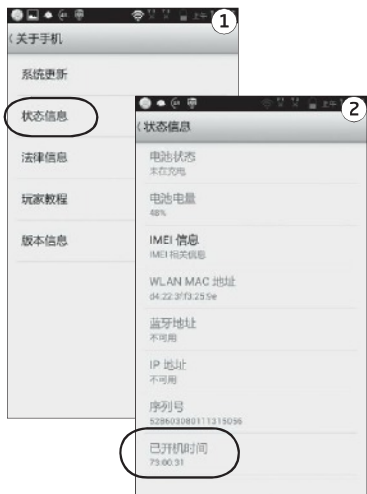 1
关于手机
系统更新
状态信息
法律信息
玩家教程
版本信息
2
状态信息
电池状态
未在充电
电池电量
48%
IMEI 信息
IMEI 相关信息
WLAN MAC 地址
蓝牙地址
不可用
IP 地址
不可用
序列号
已开机时间
73:00:31